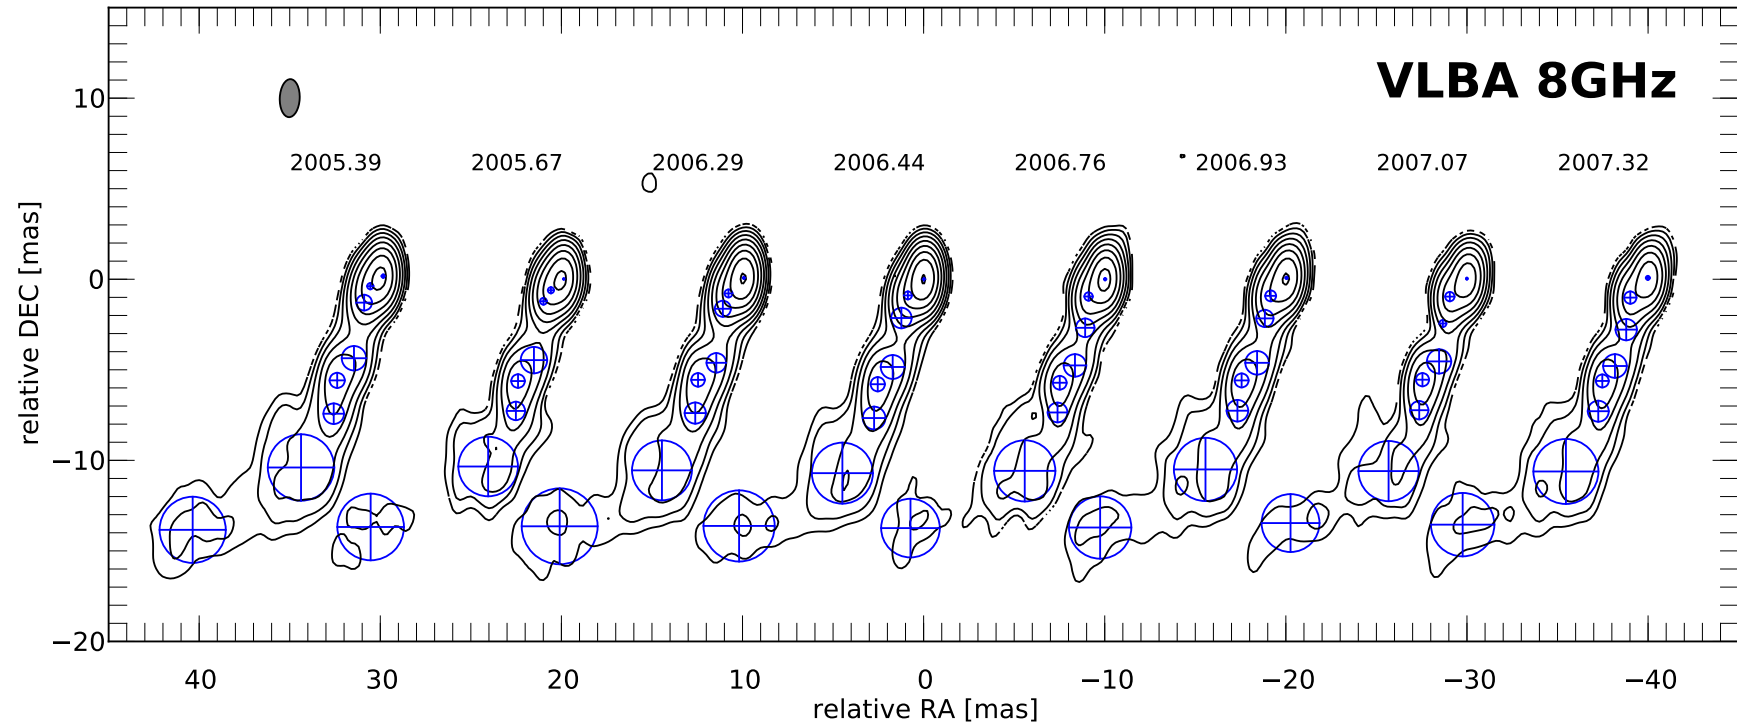 VLBA 8GHz
10
2005.39 2005.67 2006.29 2006.44 2006.76 2006.93 2007.07 2007.32
0
relative DEC [mas]
−10
−20
40 30 20 10 0 −10 −20 −30 −40
relative RA [mas]